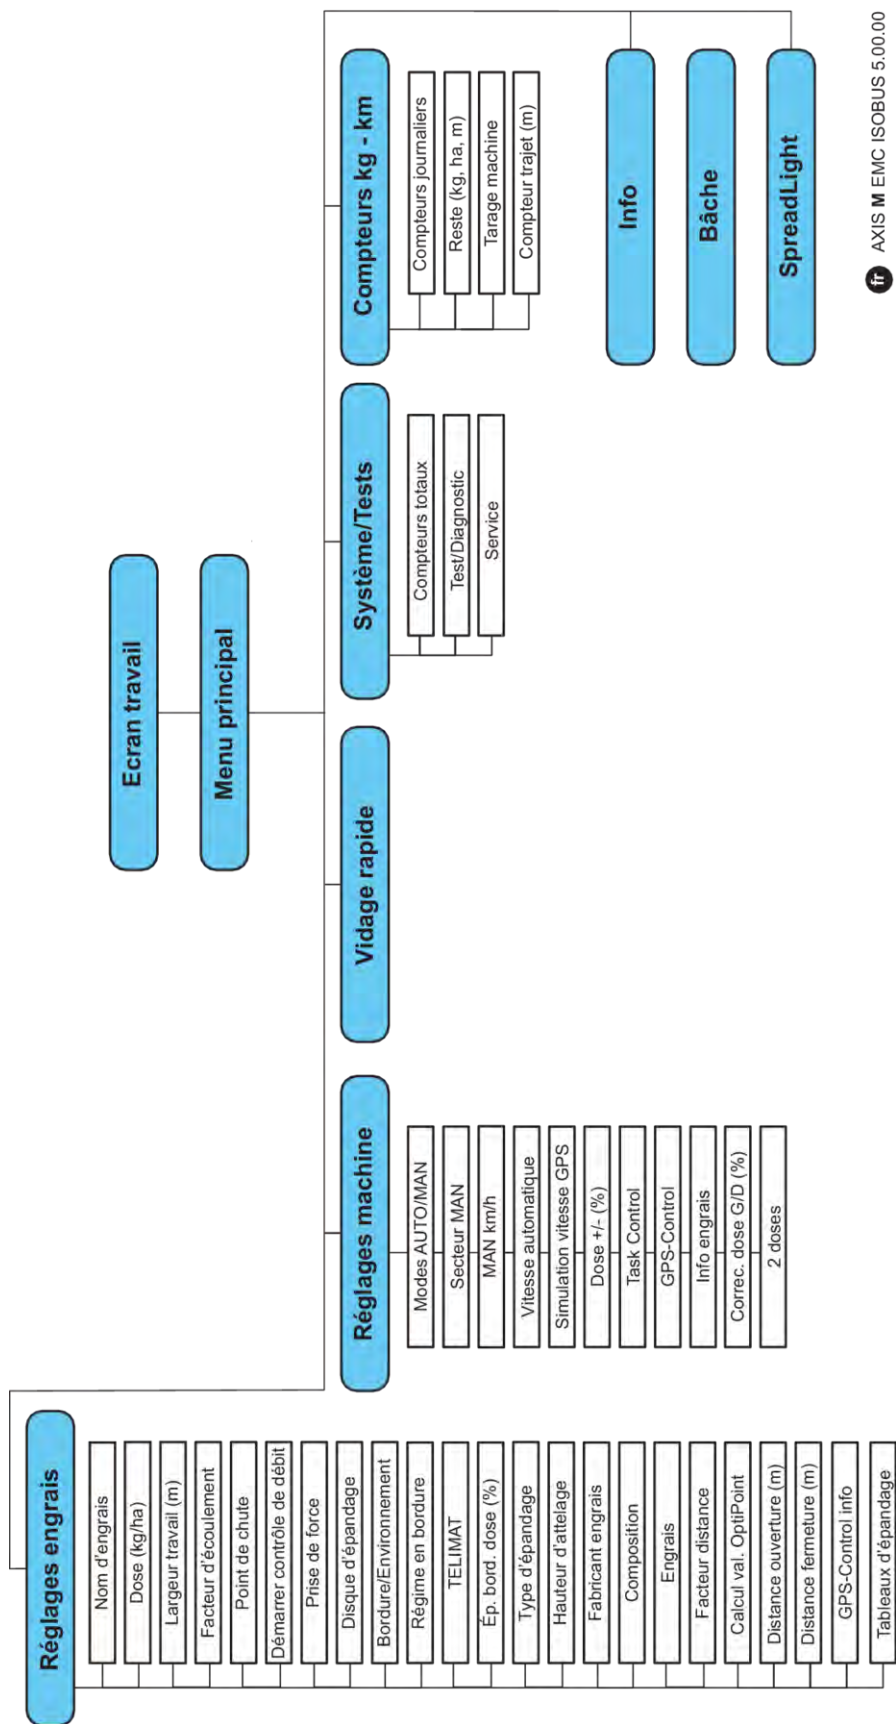 Ecran travail
Menu principal
Réglages engrais
Nom d'engrais
Dose (kg/ha)
Largeur travail (m)
Facteur d'écoulement
Point de chute
Démarrer contrôle de débit
Prise de force
Disque d'épandage
Bordure/Environnement
Régime en bordure
TELIMAT
Ép. bord. dose (%)
Type d'épandage
Hauteur d'attelage
Fabricant engrais
Composition
Engrais
Facteur distance
Calcul val. OptiPoint
Distance ouverture (m)
Distance fermeture (m)
GPS-Control info
Tableaux d'épandage
Réglages machine
Modes AUTO/MAN
Secteur MAN
MAN km/h
Vitesse automatique
Simulation vitesse GPS
Dose +/- (%)
Task Control
GPS-Control
Info engrais
Correc. dose G/D (%)
2 doses
Vidage rapide
Système/Tests
Compteurs totaux
Test/Diagnostic
Service
Compteurs kg - km
Compteurs journaliers
Reste (kg, ha, m)
Tarage machine
Compteur trajet (m)
Info
Bâche
SpreadLight
fr AXIS M EMC ISOBUS 5.00.00